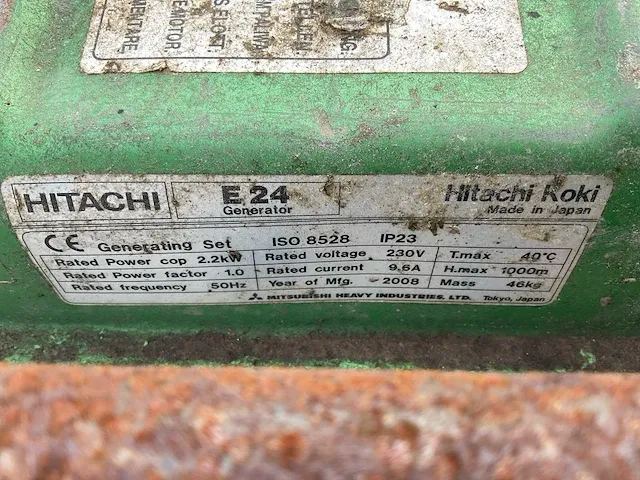 HITACHI E 24 Generator Hitachi Koki Made in Japan
CE Generating Set ISO 8528 IP23
Rated Power cop 2.2kW Rated voltage 230V T.max 40°C
Rated Power factor 1.0 Rated current 9.6A H.max 1000m
Rated frequency 50Hz Year of Mfg. 2008 Mass 46kg
MITSUBISHI HEAVY INDUSTRIES, LTD. Tokyo, Japan